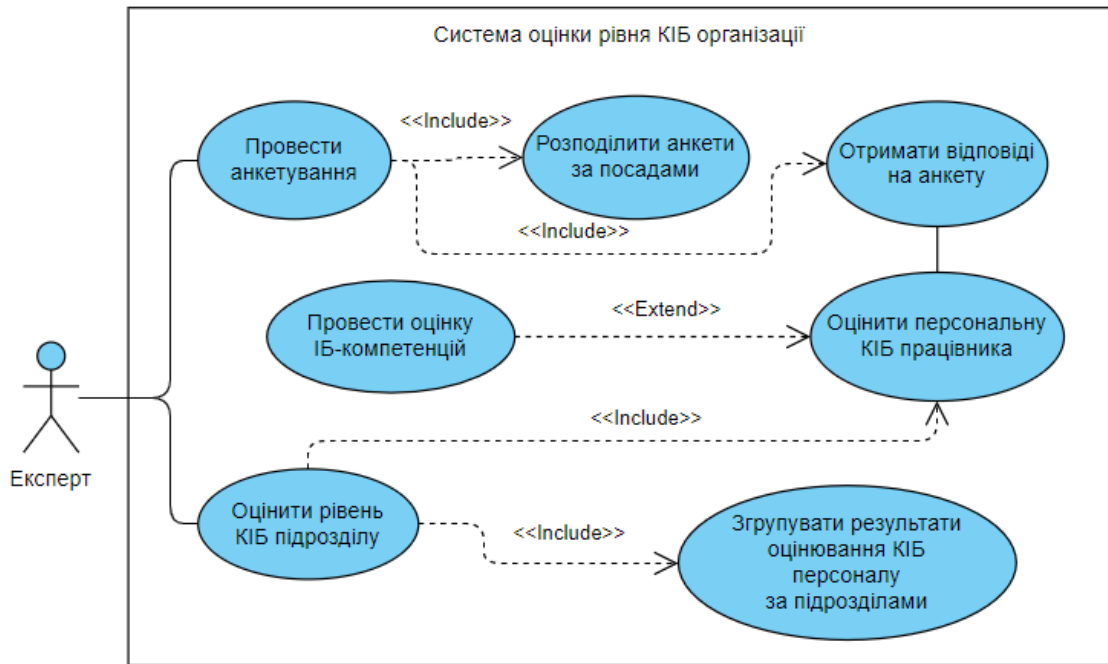 Система оцінки рівня КІБ організації
<<Include>>
Провести
анкетування
Розподілити анкети
за посадами
Отримати відповіді
на анкету
<<Include>>
Провести оцінку
ІБ-компетенцій
<<Extend>>
Оцінити персональну
КІБ працівника
<<Include>>
Експерт
Оцінити рівень
КІБ підрозділу
<<Include>>
Згрупувати результати
оцінювання КІБ
персоналу
за підрозділами